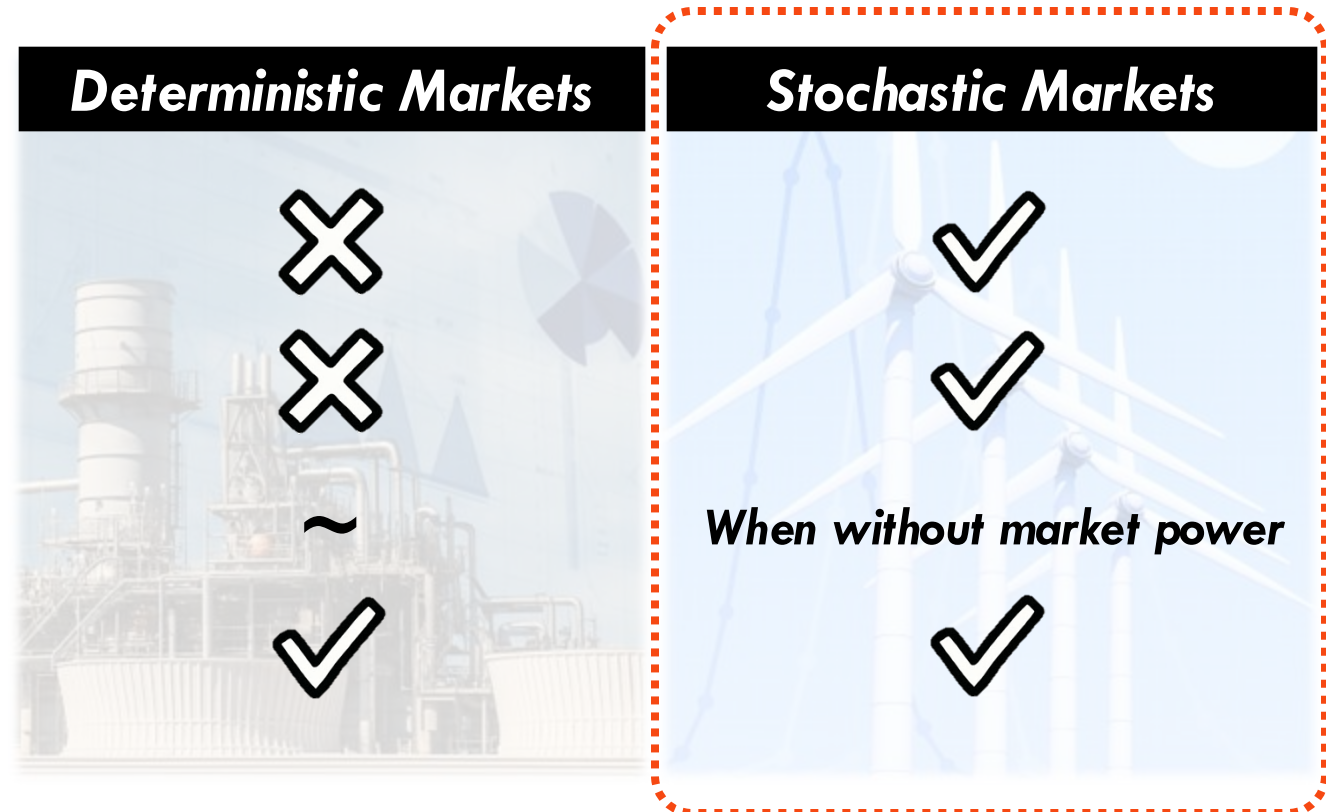 Deterministic Markets
Stochastic Markets
~
When without market power